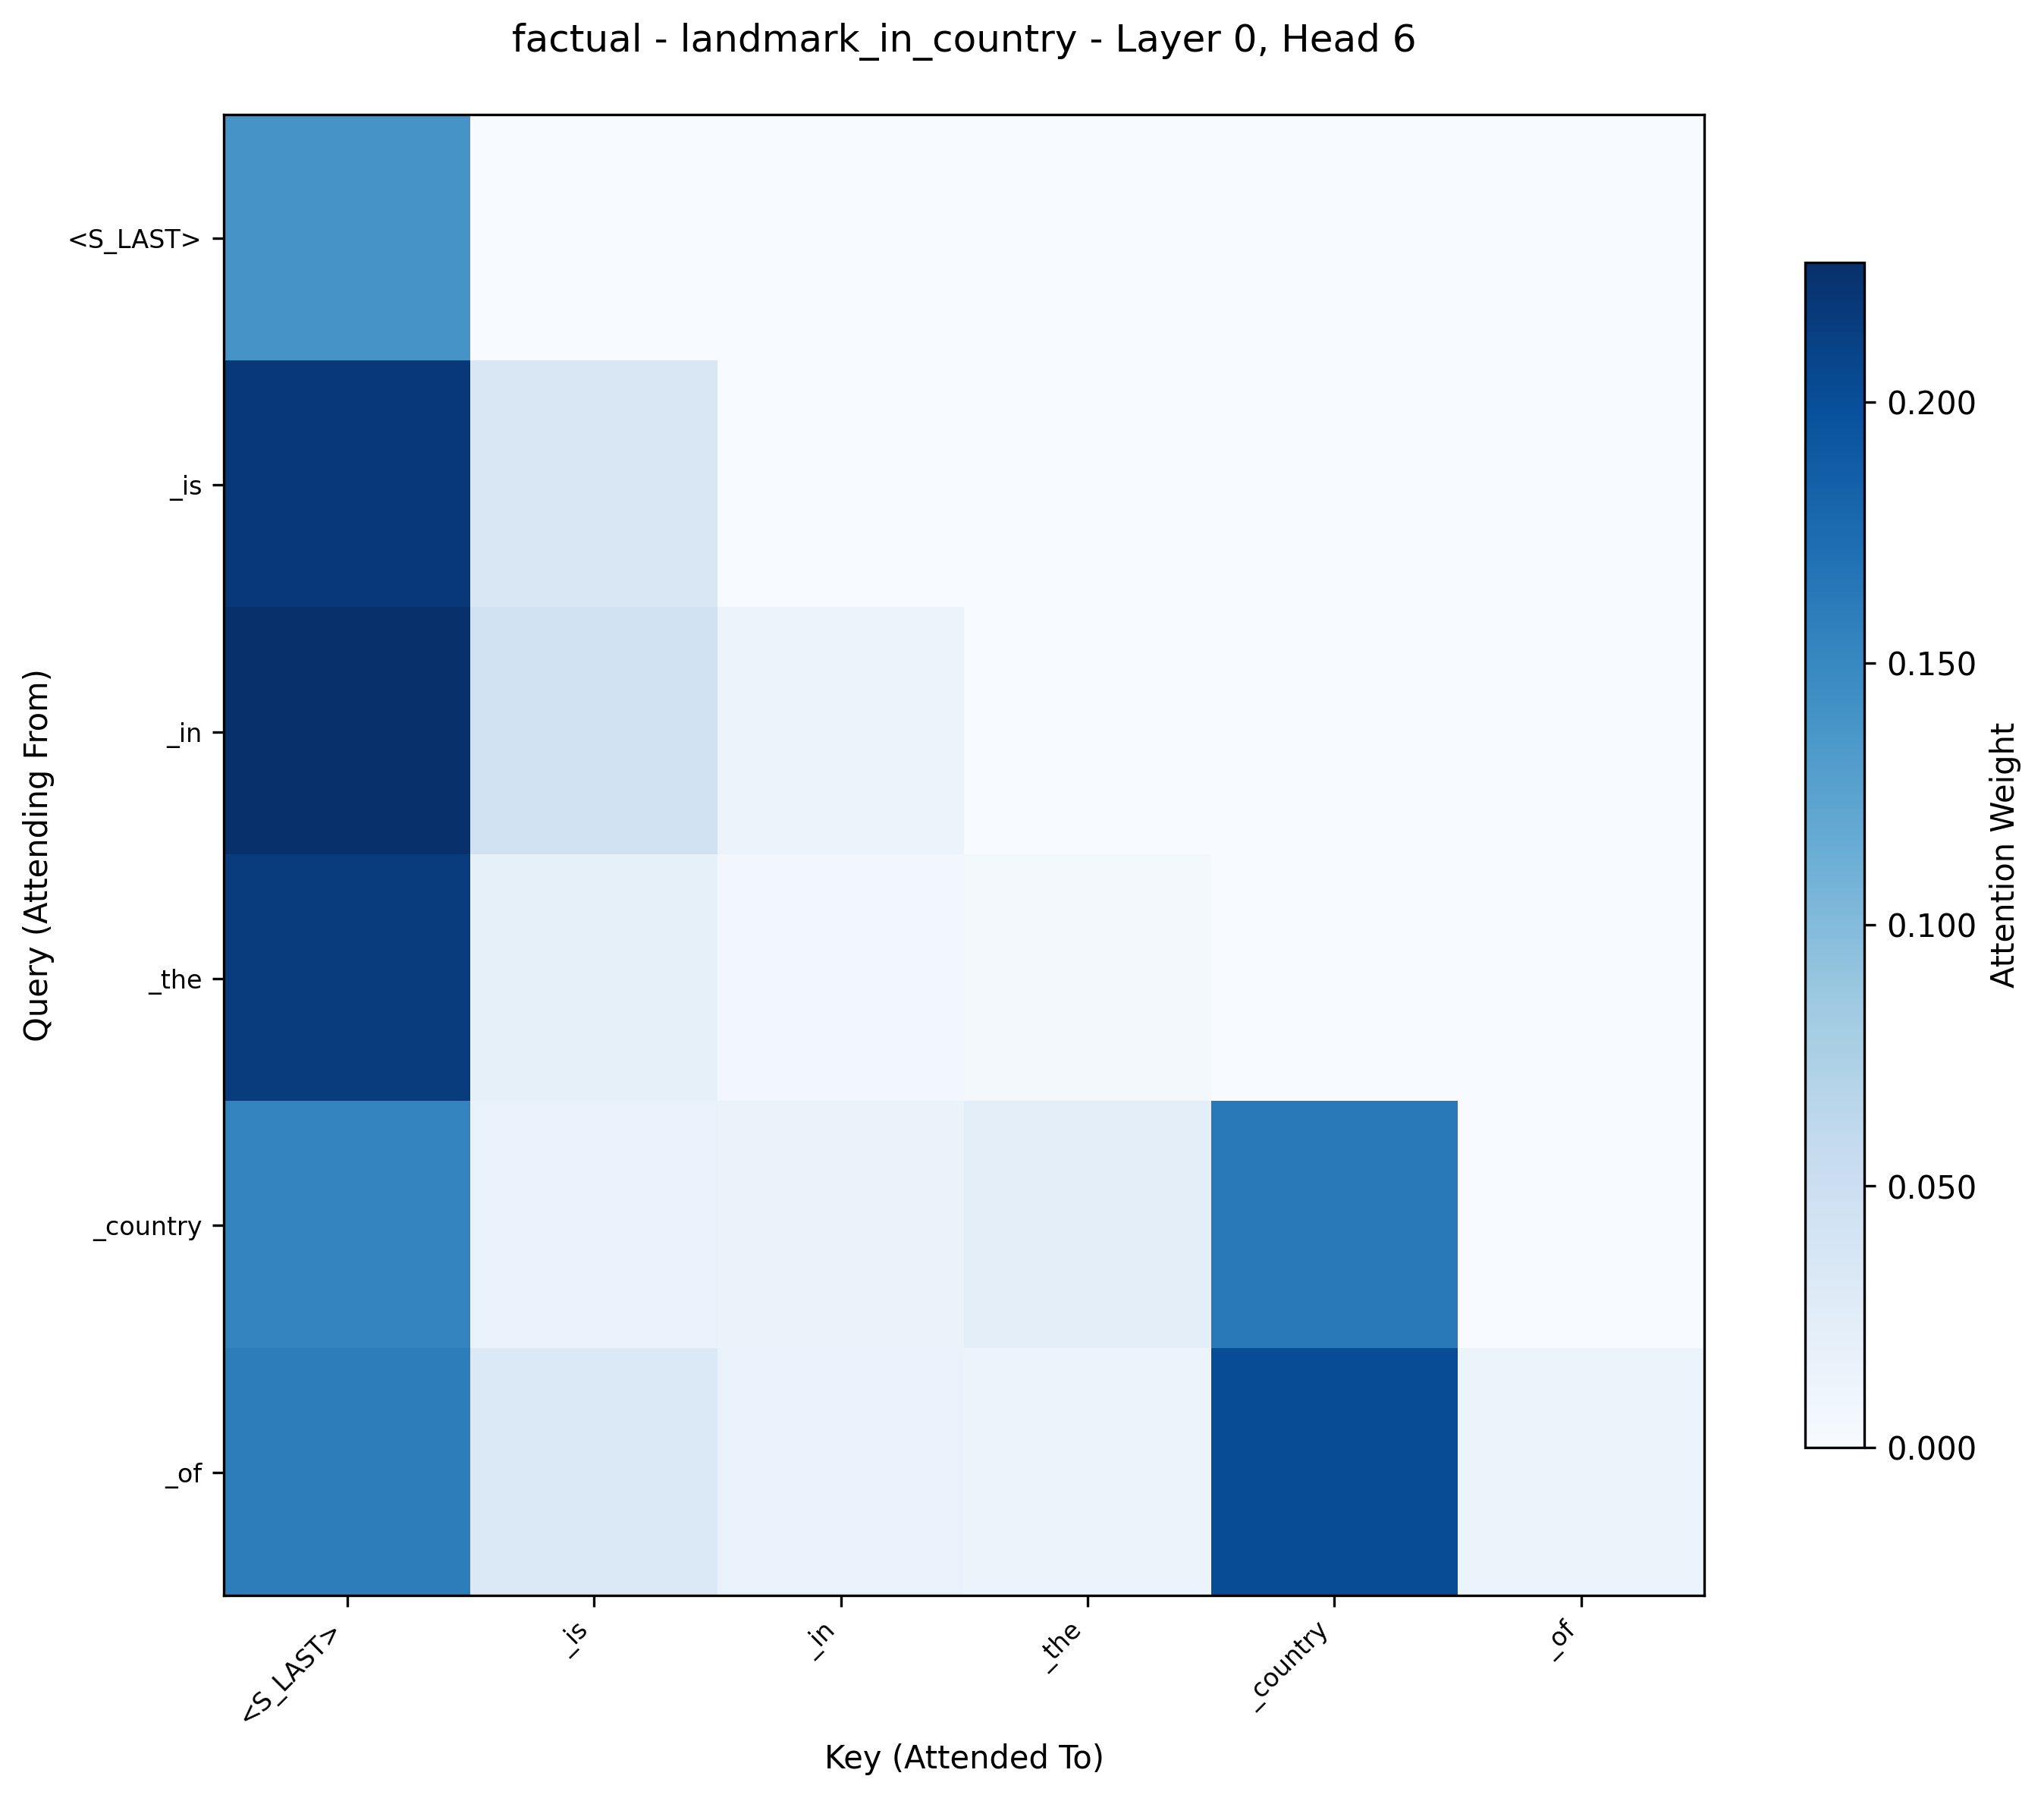 factual - landmark_in_country - Layer 0, Head 6
Query (Attending From)
<S_LAST>
_is
_in
_the
_country
_of
<S_LAST>
_is
_in
_the
_country
_of
Key (Attended To)
0.200
0.150
0.100
0.050
0.000
Attention Weight